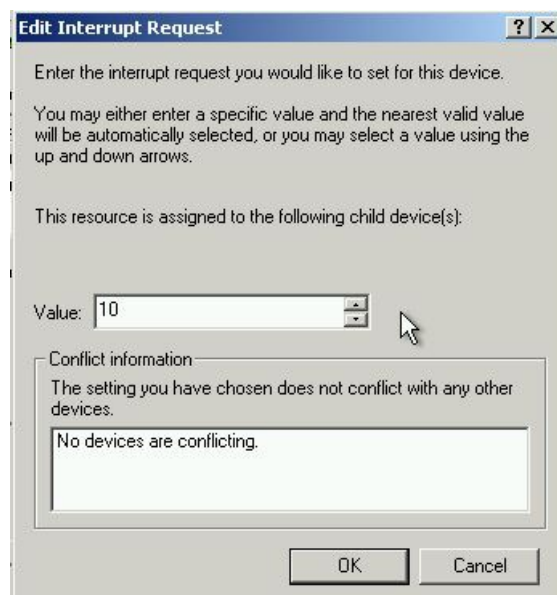 Edit Interrupt Request
Enter the interrupt request you would like to set for this device.
You may either enter a specific value and the nearest valid value
will be automatically selected, or you may select a value using the
up and down arrows.
This resource is assigned to the following child device(s):
Value: 10
Conflict information
The setting you have chosen does not conflict with any other
devices.
No devices are conflicting.
OK Cancel